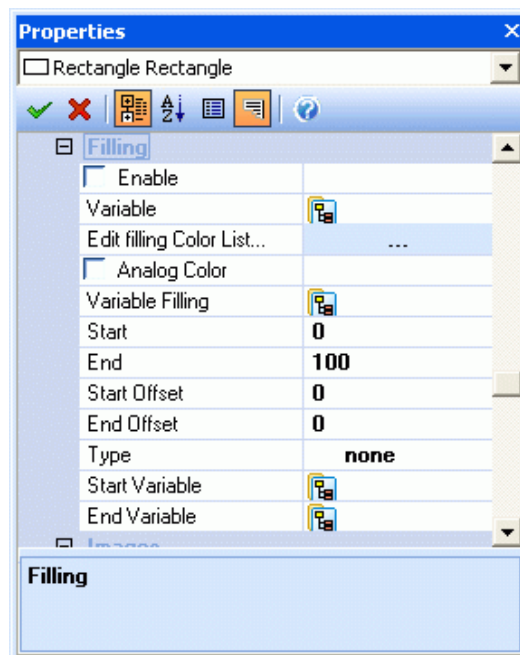 Properties
Rectangle Rectangle
Filling
Enable
Variable
Edit filling Color List...
...
Analog Color
Variable Filling
Start 0
End 100
Start Offset 0
End Offset 0
Type none
Start Variable
End Variable
Images
Filling